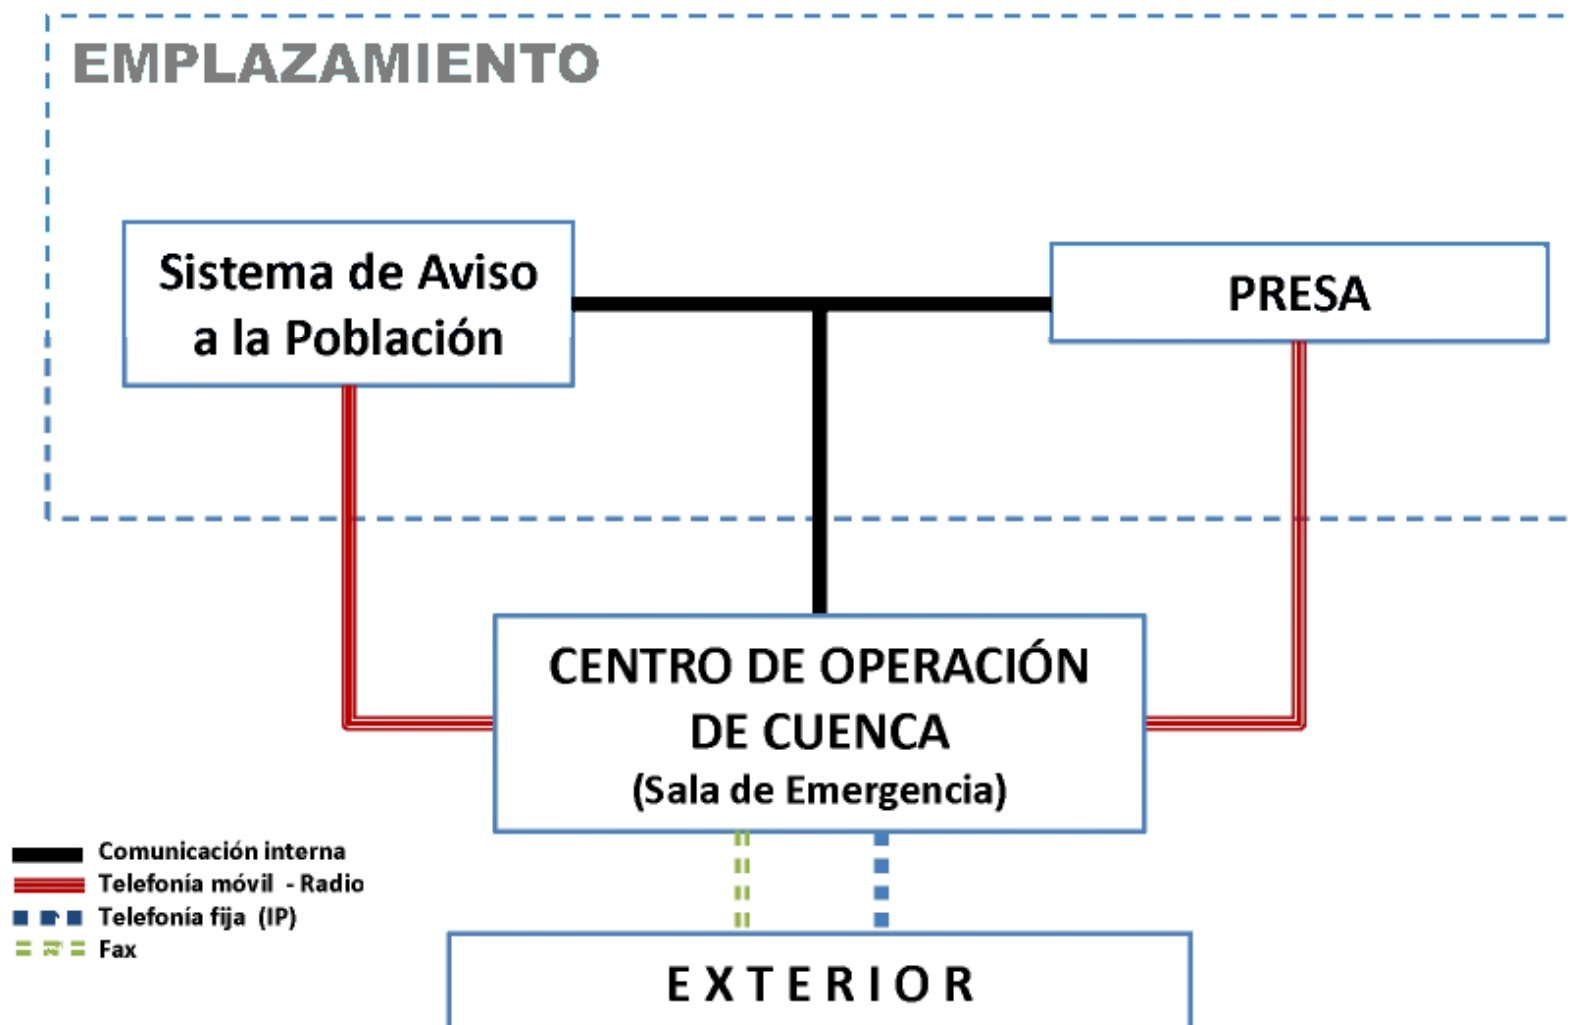 EMPLAZAMIENTO
Sistema de Aviso
a la Población
PRESA
CENTRO DE OPERACIÓN
DE CUENCA
(Sala de Emergencia)
Comunicación interna
Telefonía móvil - Radio
Telefonía fija (IP)
Fax
E X T E R I O R